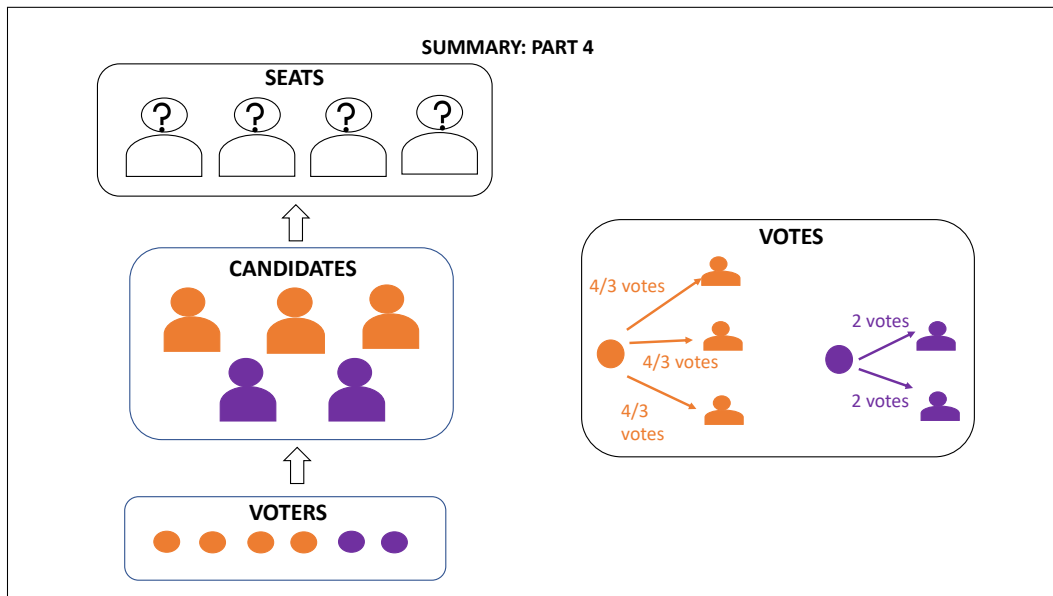 SUMMARY: PART 4
SEATS
? ? ? ?
CANDIDATES
VOTERS
VOTES
4/3 votes
4/3 votes
4/3
votes
2 votes
2 votes